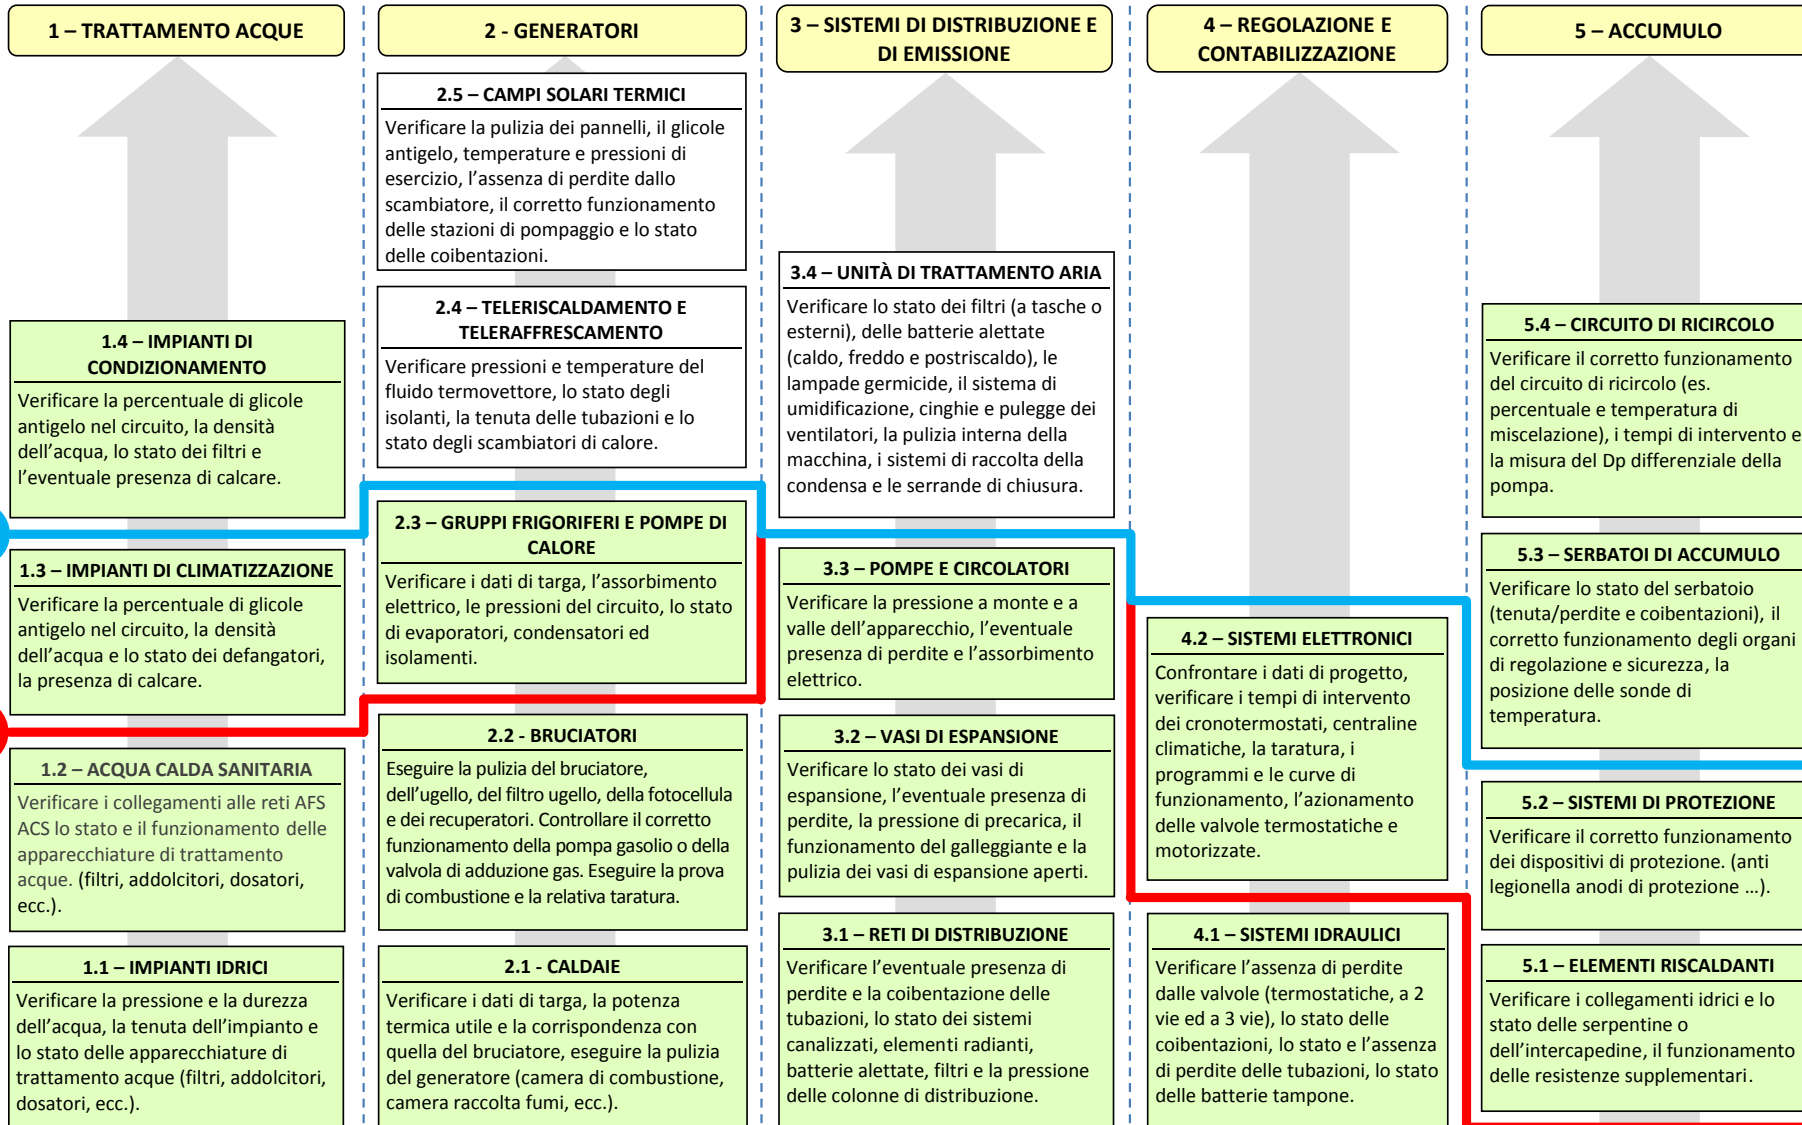 1 – TRATTAMENTO ACQUE
1.4 – IMPIANTI DI
CONDIZIONAMENTO
Verificare la percentuale di glicole
antigelo nel circuito, la densità
dell'acqua, lo stato dei filtri e
l'eventuale presenza di calcare.
1.3 – IMPIANTI DI CLIMATIZZAZIONE
Verificare la percentuale di glicole
antigelo nel circuito, la densità
dell'acqua e lo stato dei defangatori,
la presenza di calcare.
1.2 – ACQUA CALDA SANITARIA
Verificare i collegamenti alle reti AFS
ACS lo stato e il funzionamento delle
apparecchiature di trattamento
acque. (filtri, addolcitori, dosatori,
ecc.).
1.1 – IMPIANTI IDRICI
Verificare la pressione e la durezza
dell'acqua, la tenuta dell'impianto e
lo stato delle apparecchiature di
trattamento acque (filtri, addolcitori,
dosatori, ecc.).
2 - GENERATORI
2.5 – CAMPI SOLARI TERMICI
Verificare la pulizia dei pannelli, il glicole
antigelo, temperature e pressioni di
esercizio, l'assenza di perdite dallo
scambiatore, il corretto funzionamento
delle stazioni di pompaggio e lo stato
delle coibentazioni.
2.4 – TELERISCALDAMENTO E
TELERAFFRESCAMENTO
Verificare pressioni e temperature del
fluido termovettore, lo stato degli
isolanti, la tenuta delle tubazioni e lo
stato degli scambiatori di calore.
2.3 – GRUPPI FRIGORIFERI E POMPE DI
CALORE
Verificare i dati di targa, l'assorbimento
elettrico, le pressioni del circuito, lo stato
di evaporatori, condensatori ed
isolamenti.
2.2 - BRUCIATORI
Eseguire la pulizia del bruciatore,
dell'ugello, del filtro ugello, della fotocellula
e dei recuperatori. Controllare il corretto
funzionamento della pompa gasolio o della
valvola di adduzione gas. Eseguire la prova
di combustione e la relativa taratura.
2.1 - CALDAIE
Verificare i dati di targa, la potenza
termica utile e la corrispondenza con
quella del bruciatore, eseguire la pulizia
del generatore (camera di combustione,
camera raccolta fumi, ecc.).
3 – SISTEMI DI DISTRIBUZIONE E
DI EMISSIONE
3.4 – UNITÀ DI TRATTAMENTO ARIA
Verificare lo stato dei filtri (a tasche o
esterni), delle batterie alettate
(caldo, freddo e postriscaldo), le
lampade germicide, il sistema di
umidificazione, cinghie e pulegge dei
ventilatori, la pulizia interna della
macchina, i sistemi di raccolta della
condensa e le serrande di chiusura.
3.3 – POMPE E CIRCOLATORI
Verificare la pressione a monte e a
valle dell'apparecchio, l'eventuale
presenza di perdite e l'assorbimento
elettrico.
3.2 – VASI DI ESPANSIONE
Verificare lo stato dei vasi di
espansione, l'eventuale presenza di
perdite, la pressione di precarica, il
funzionamento del galleggiante e la
pulizia dei vasi di espansione aperti.
3.1 – RETI DI DISTRIBUZIONE
Verificare l'eventuale presenza di
perdite e la coibentazione delle
tubazioni, lo stato dei sistemi
canalizzati, elementi radianti,
batterie alettate, filtri e la pressione
delle colonne di distribuzione.
4 – REGOLAZIONE E
CONTABILIZZAZIONE
4.2 – SISTEMI ELETTRONICI
Confrontare i dati di progetto,
verificare i tempi di intervento
dei cronotermostati, centraline
climatiche, la taratura, i
programmi e le curve di
funzionamento, l'azionamento
delle valvole termostatiche e
motorizzate.
4.1 – SISTEMI IDRAULICI
Verificare l'assenza di perdite
dalle valvole (termostatiche, a 2
vie ed a 3 vie), lo stato delle
coibentazioni, lo stato e l'assenza
di perdite delle tubazioni, lo stato
delle batterie tampone.
5 – ACCUMULO
5.4 – CIRCUITO DI RICIRCOLO
Verificare il corretto funzionamento
del circuito di ricircolo (es.
percentuale e temperatura di
miscelazione), i tempi di intervento e
la misura del Dp differenziale della
pompa.
5.3 – SERBATOI DI ACCUMULO
Verificare lo stato del serbatoio
(tenuta/perdite e coibentazioni), il
corretto funzionamento degli organi
di regolazione e sicurezza, la
posizione delle sonde di
temperatura.
5.2 – SISTEMI DI PROTEZIONE
Verificare il corretto funzionamento
dei dispositivi di protezione. (anti
legionella anodi di protezione …).
5.1 – ELEMENTI RISCALDANTI
Verificare i collegamenti idrici e lo
stato delle serpentine o
dell'intercapedine, il funzionamento
delle resistenze supplementari.